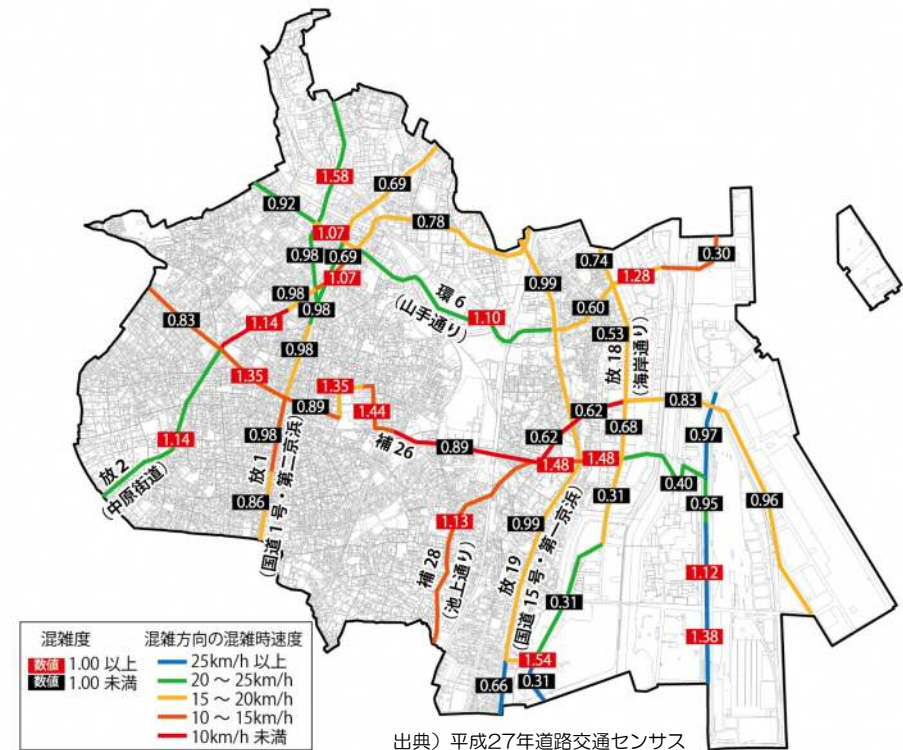 1.58
0.69
0.92
0.78
1.07
0.98
0.69
1.07
0.74
0.30
1.28
0.99
環6
(山手通り)
0.98
0.98
0.83
1.14
1.10
0.60
0.53
放18
(海岸通り)
0.98
1.35
1.35
0.89
1.44
0.62
0.83
0.62
0.68
0.97
1.14
0.98
補26
0.89
1.48
1.48
0.40
0.95
0.96
放2
(中原街道)
放1
(国道1号・第二京浜)
0.86
0.31
1.13
0.99
補28
(池上通り)
放19
(国道15号・第一京浜)
0.31
1.12
1.38
1.54
0.31
0.66
混雑度
数値 1.00 以上
数値 1.00 未満
混雑方向の混雑時速度
25km/h 以上
20 ～ 25km/h
15 ～ 20km/h
10 ～ 15km/h
10km/h 未満
出典）平成27年道路交通センサス